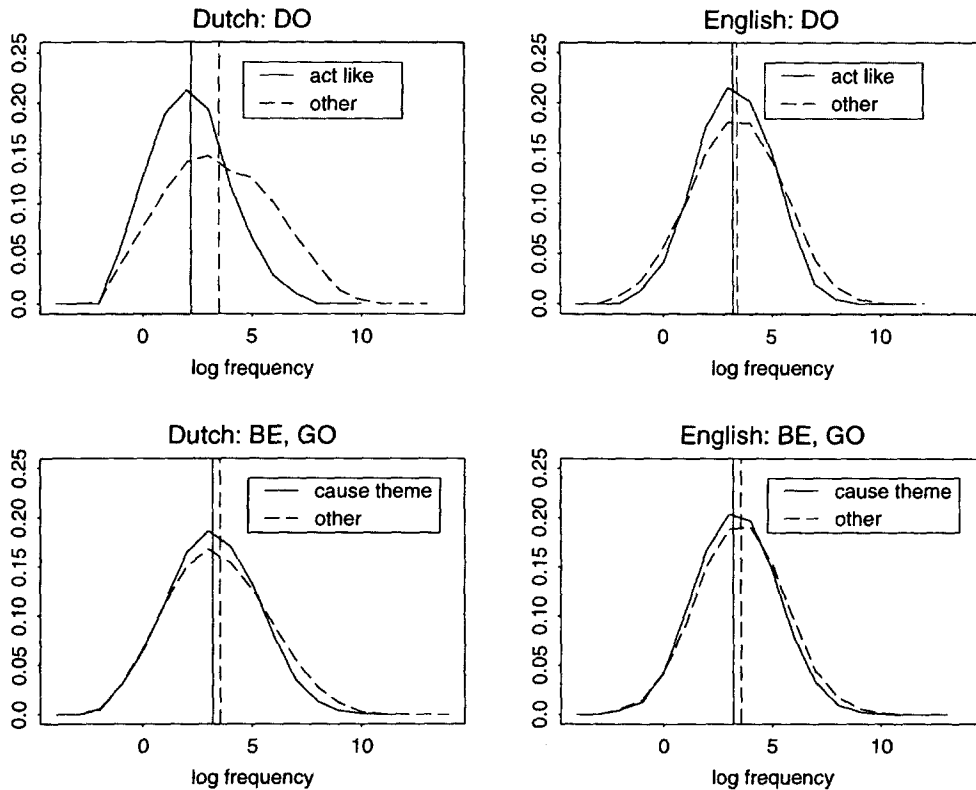 Dutch: DO
act like
other
0.25
0.20
0.15
0.10
0.05
0.0
0 5 10
log frequency
English: DO
act like
other
0.25
0.20
0.15
0.10
0.05
0.0
0 5 10
log frequency
Dutch: BE, GO
cause theme
other
0.25
0.20
0.15
0.10
0.05
0.0
0 5 10
log frequency
English: BE, GO
cause theme
other
0.25
0.20
0.15
0.10
0.05
0.0
0 5 10
log frequency